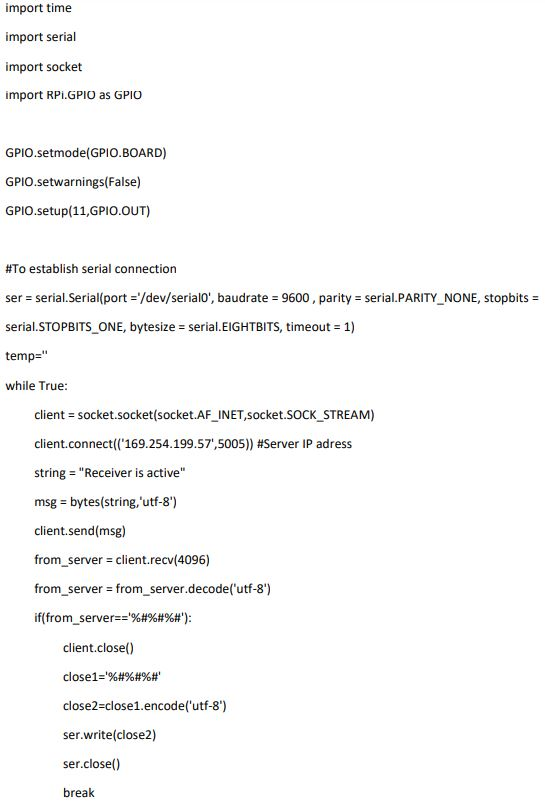 import time
import serial
import socket
import RPi.GPIO as GPIO
GPIO.setmode(GPIO.BOARD)
GPIO.setwarnings(False)
GPIO.setup(11,GPIO.OUT)
#To establish serial connection
ser = serial.Serial(port ='/dev/serial0', baudrate = 9600 , parity = serial.PARITY_NONE, stopbits =
serial.STOPBITS_ONE, bytesize = serial.EIGHTBITS, timeout = 1)
temp=''
while True:
client = socket.socket(socket.AF_INET,socket.SOCK_STREAM)
client.connect(('169.254.199.57',5005)) #Server IP adress
string = "Receiver is active"
msg = bytes(string,'utf-8')
client.send(msg)
from_server = client.recv(4096)
from_server = from_server.decode('utf-8')
if(from_server=='%#%#%#'):
client.close()
close1='%#%#%#'
close2=close1.encode('utf-8')
ser.write(close2)
ser.close()
break